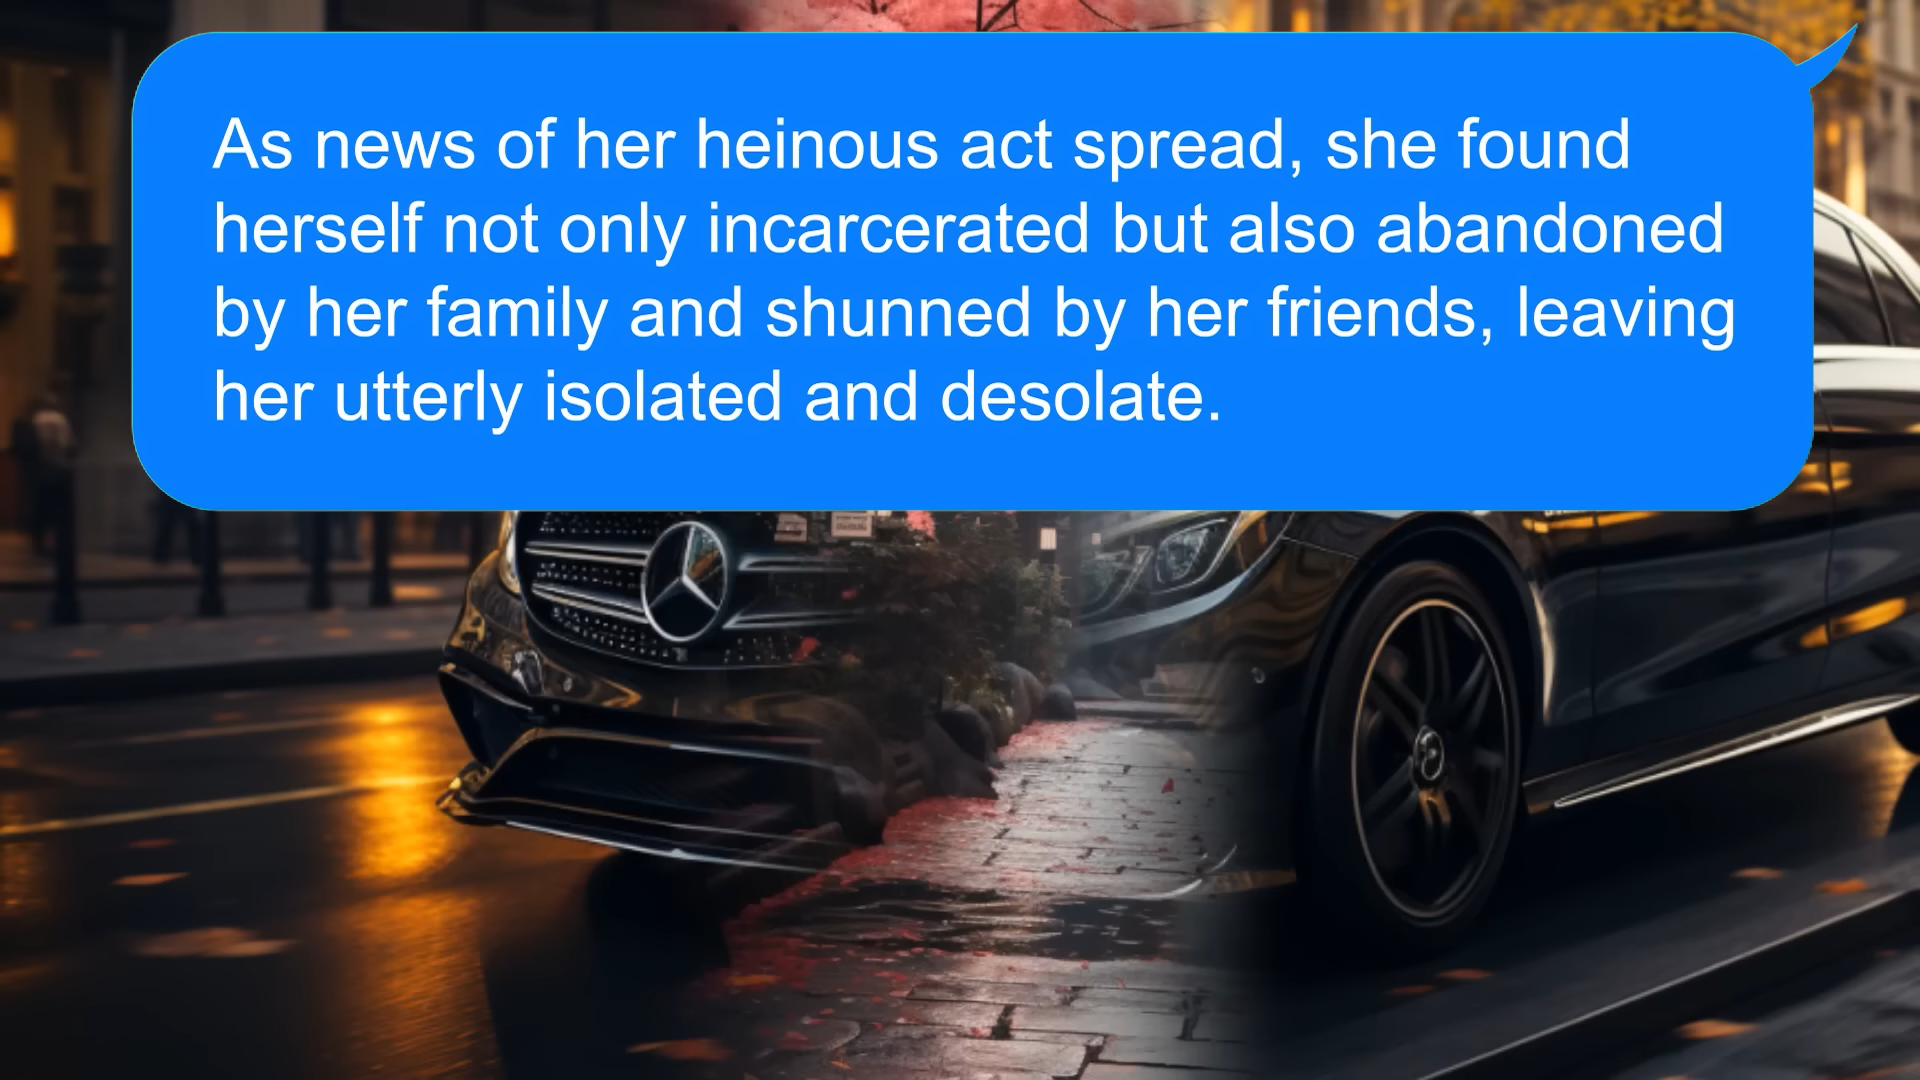 As news of her heinous act spread, she found
herself not only incarcerated but also abandoned
by her family and shunned by her friends, leaving
her utterly isolated and desolate.